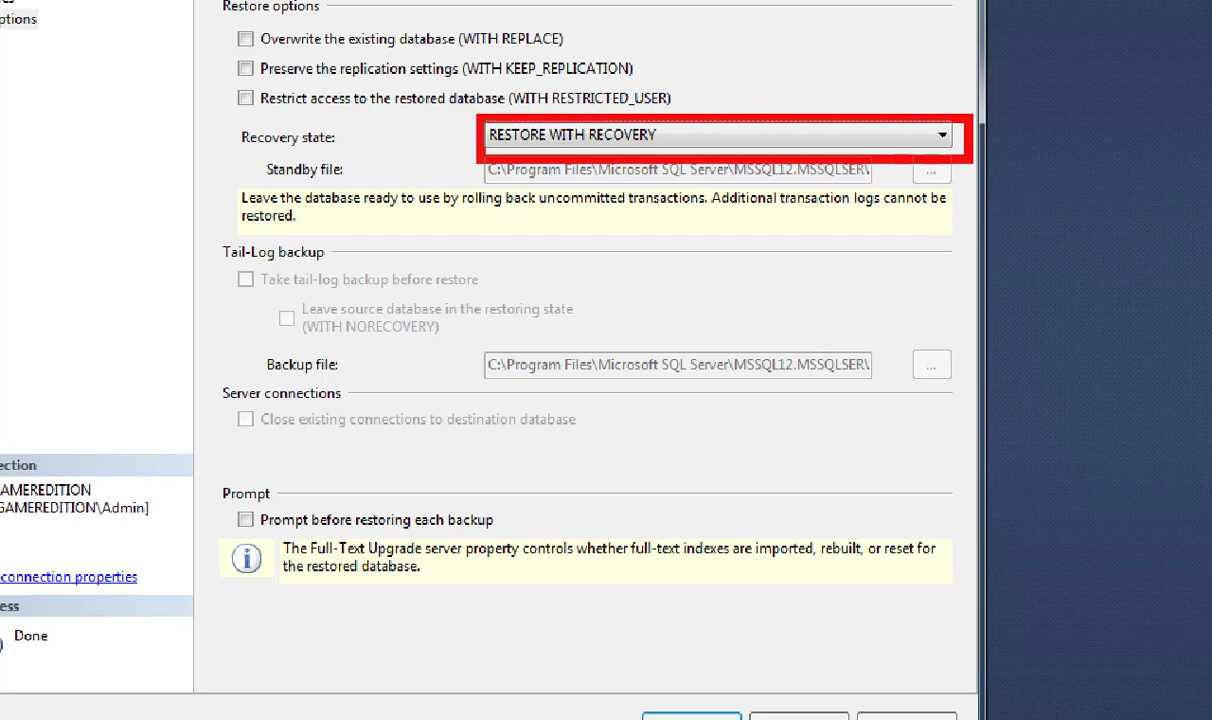 Restore options
ptions
Overwrite the existing database (WITH REPLACE)
Preserve the replication settings (WITH KEEP_REPLICATION)
Restrict access to the restored database (WITH RESTRICTED_USER)
Recovery state:
RESTORE WITH RECOVERY
Standby file:
C:\Program Files\Microsoft SQL Server\MSSQL12.MSSQLSER\
...
Leave the database ready to use by rolling back uncommitted transactions. Additional transaction logs cannot be
restored.
Tail-Log backup
Take tail-log backup before restore
Leave source database in the restoring state
(WITH NORECOVERY)
Backup file:
C:\Program Files\Microsoft SQL Server\MSSQL12.MSSQLSER\
...
Server connections
Close existing connections to destination database
ection
AMEREDITION
GAMEREDITION\Admin]
connection properties
ess
Done
Prompt
Prompt before restoring each backup
The Full-Text Upgrade server property controls whether full-text indexes are imported, rebuilt, or reset for
the restored database.